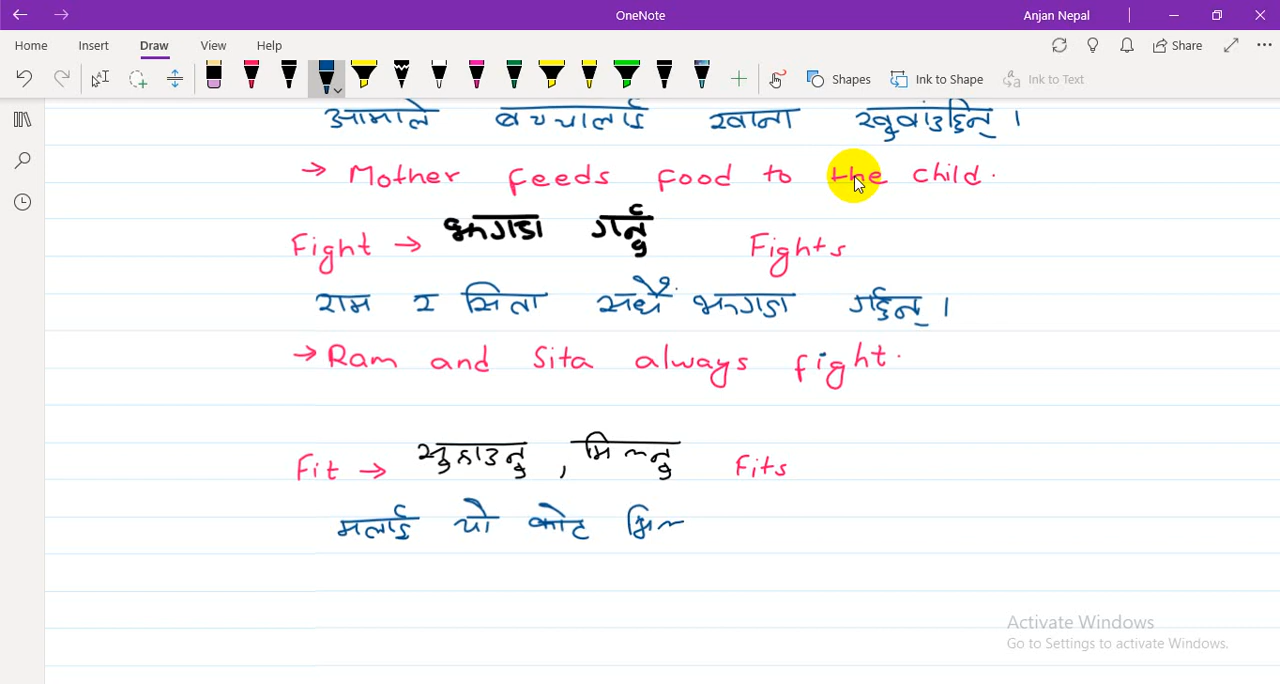 OneNote Anjan Nepal
Home Insert Draw View Help Share
Shapes Ink to Shape Ink to Text
आमाले बच्चालाई खाना खुवाउँछिन् ।
→ Mother feeds food to the child.
Fight → झगडा गर्नु Fights
राम र सिता सधैं झगडा गर्छन् ।
→ Ram and Sita always fight.
Fit → सुहाउनु , मिल्नु Fits
मलाई यो कोट मिल
Activate Windows
Go to Settings to activate Windows.